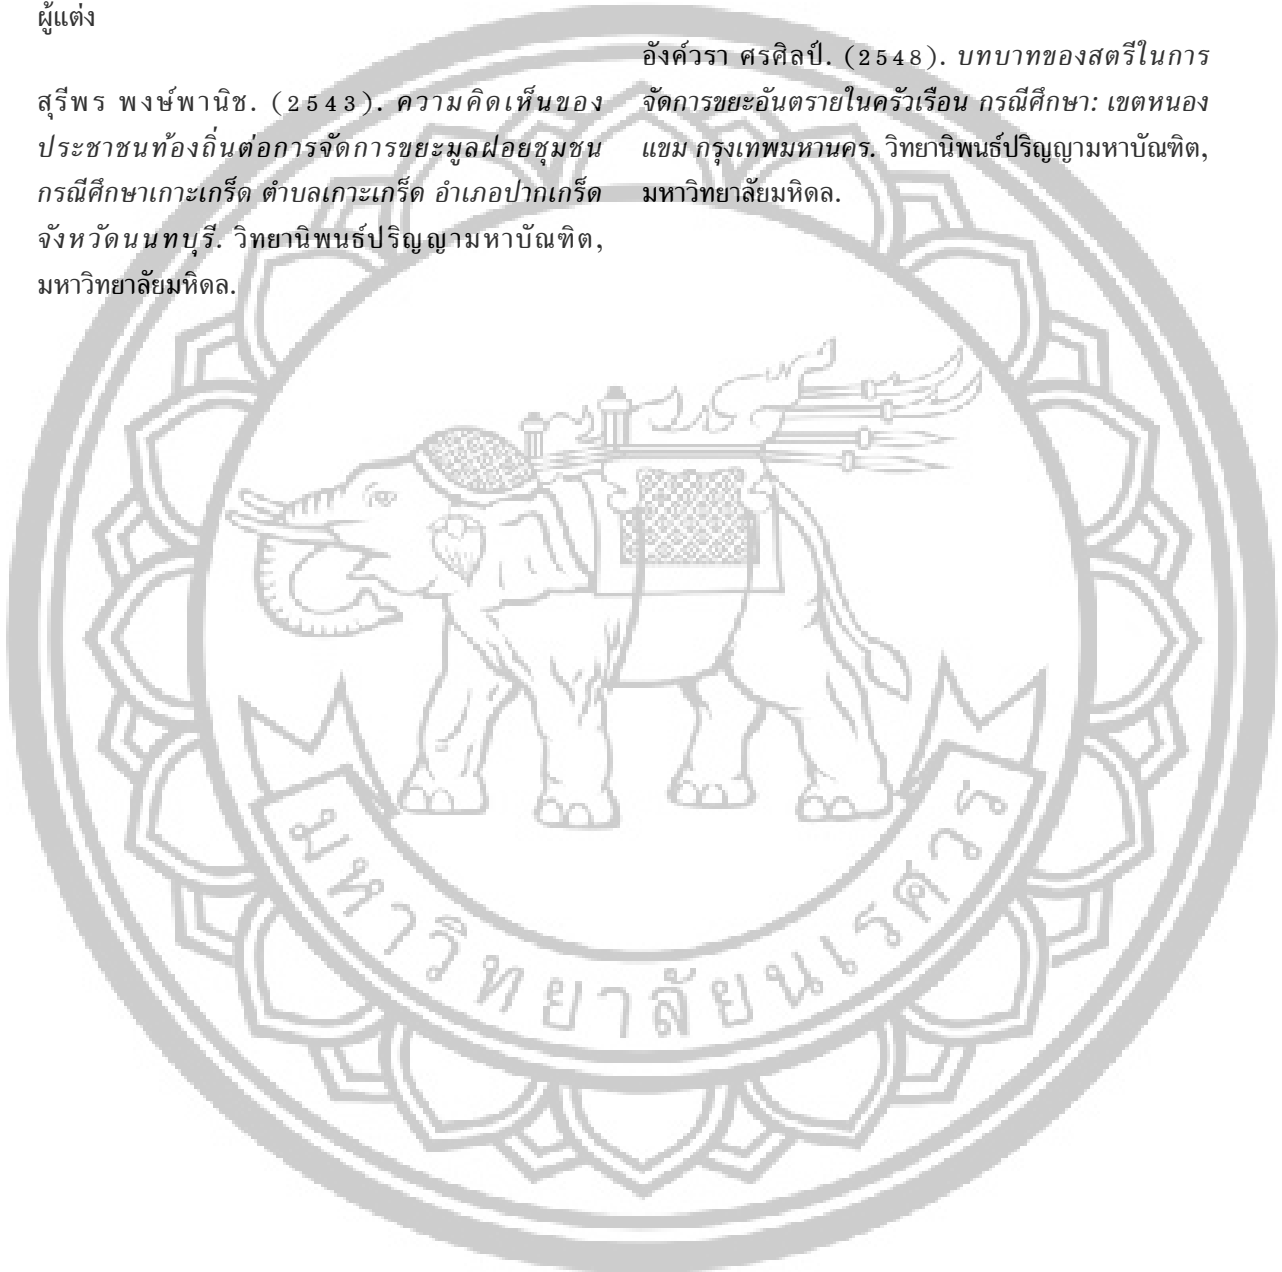 ผู้แต่ง
สุรีพร พงษ์พานิช. (2543). ความคิดเห็นของ
ประชาชนท้องถิ่นต่อการจัดการขยะมูลฝอยชุมชน
กรณีศึกษาเกาะเกร็ด ตำบลเกาะเกร็ด อำเภอปากเกร็ด
จังหวัดนนทบุรี. วิทยานิพนธ์ปริญญามหาบัณฑิต,
มหาวิทยาลัยมหิดล.
อังค์วรา ศรศิลป์. (2548). บทบาทของสตรีในการ
จัดการขยะอันตรายในครัวเรือน กรณีศึกษา: เขตหนอง
แขม กรุงเทพมหานคร. วิทยานิพนธ์ปริญญามหาบัณฑิต,
มหาวิทยาลัยมหิดล.
มหาวิทยาลัยนเรศวร